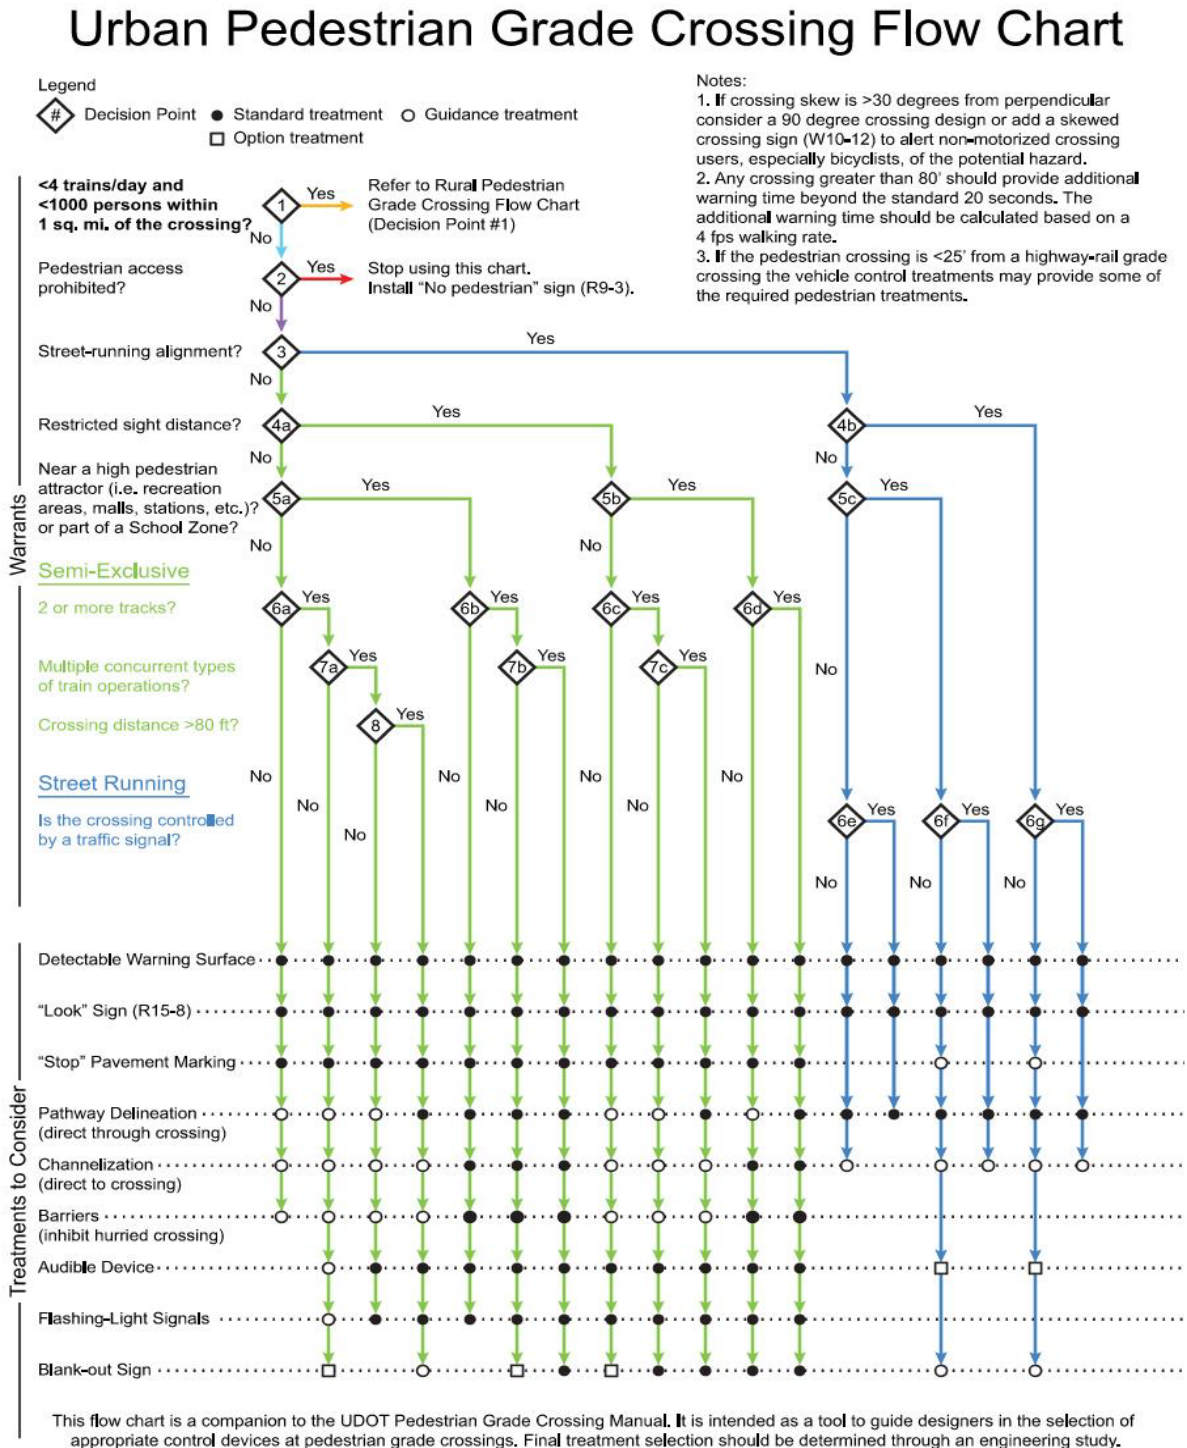 Urban Pedestrian Grade Crossing Flow Chart
Legend
# Decision Point ● Standard treatment ○ Guidance treatment
□ Option treatment
Notes:
1. If crossing skew is >30 degrees from perpendicular
consider a 90 degree crossing design or add a skewed
crossing sign (W10-12) to alert non-motorized crossing
users, especially bicyclists, of the potential hazard.
2. Any crossing greater than 80' should provide additional
warning time beyond the standard 20 seconds. The
additional warning time should be calculated based on a
4 fps walking rate.
3. If the pedestrian crossing is <25' from a highway-rail grade
crossing the vehicle control treatments may provide some of
the required pedestrian treatments.
Warrants
<4 trains/day and
<1000 persons within
1 sq. mi. of the crossing?
1
Yes
Refer to Rural Pedestrian
Grade Crossing Flow Chart
(Decision Point #1)
No
Pedestrian access
prohibited?
2
Yes
Stop using this chart.
Install “No pedestrian” sign (R9-3).
No
Street-running alignment?
3
Yes
No
Restricted sight distance?
4a
Yes
4b
Yes
No
No
Near a high pedestrian
attractor (i.e. recreation
areas, malls, stations, etc.)?
or part of a School Zone?
5a
Yes
5b
Yes
5c
Yes
No
No
Semi-Exclusive
2 or more tracks?
6a
Yes
6b
Yes
6c
Yes
6d
Yes
Multiple concurrent types
of train operations?
7a
Yes
7b
Yes
7c
Yes
No
Crossing distance >80 ft?
8
Yes
No
No
No
No
No
No
No
No
Street Running
Is the crossing controlled
by a traffic signal?
6e
Yes
6f
Yes
6g
Yes
No
No
No
Treatments to Consider
Detectable Warning Surface
“Look” Sign (R15-8)
“Stop” Pavement Marking
Pathway Delineation
(direct through crossing)
Channelization
(direct to crossing)
Barriers
(inhibit hurried crossing)
Audible Device
Flashing-Light Signals
Blank-out Sign
This flow chart is a companion to the UDOT Pedestrian Grade Crossing Manual. It is intended as a tool to guide designers in the selection of
appropriate control devices at pedestrian grade crossings. Final treatment selection should be determined through an engineering study.